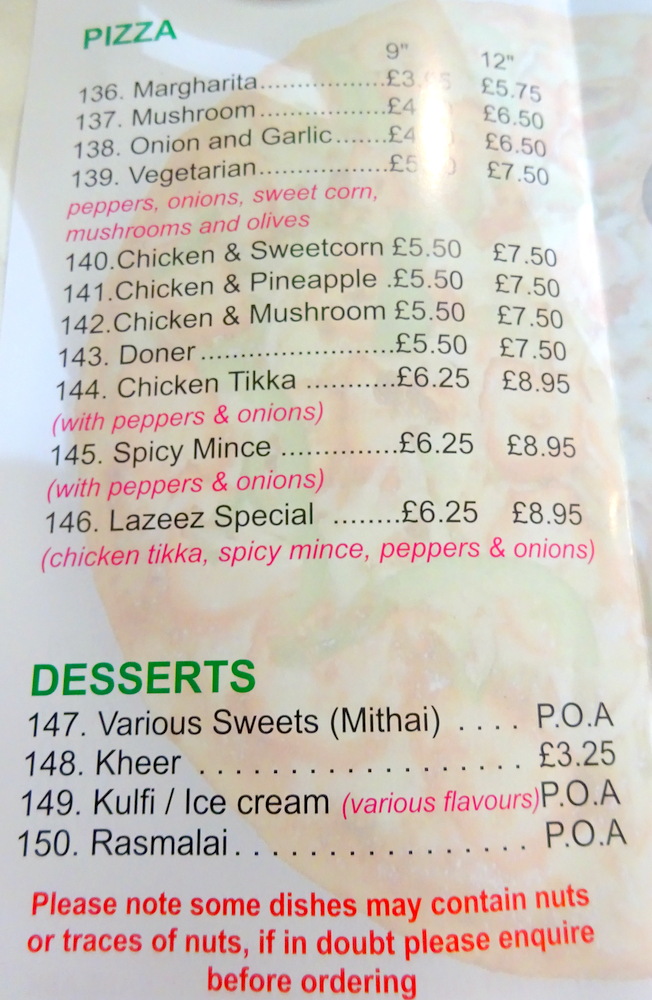 PIZZA
9" 12"
136. Margharita..................£3. 5 £5.75
137. Mushroom..................£4 £6.50
138. Onion and Garlic.......£4 £6.50
139. Vegetarian..................£5 £7.50
peppers, onions, sweet corn,
mushrooms and olives
140.Chicken & Sweetcorn £5.50 £7.50
141.Chicken & Pineapple .£5.50 £7.50
142.Chicken & Mushroom £5.50 £7.50
143. Doner..........................£5.50 £7.50
144. Chicken Tikka ............£6.25 £8.95
(with peppers & onions)
145. Spicy Mince ...............£6.25 £8.95
(with peppers & onions)
146. Lazeez Special ........£6.25 £8.95
(chicken tikka, spicy mince, peppers & onions)
DESSERTS
147. Various Sweets (Mithai) . . . . P.O.A
148. Kheer . . . . . . . . . . . . . . . . . . £3.25
149. Kulfi / Ice cream (various flavours)P.O.A
150. Rasmalai. . . . . . . . . . . . . . . . . P.O.A
Please note some dishes may contain nuts
or traces of nuts, if in doubt please enquire
before ordering